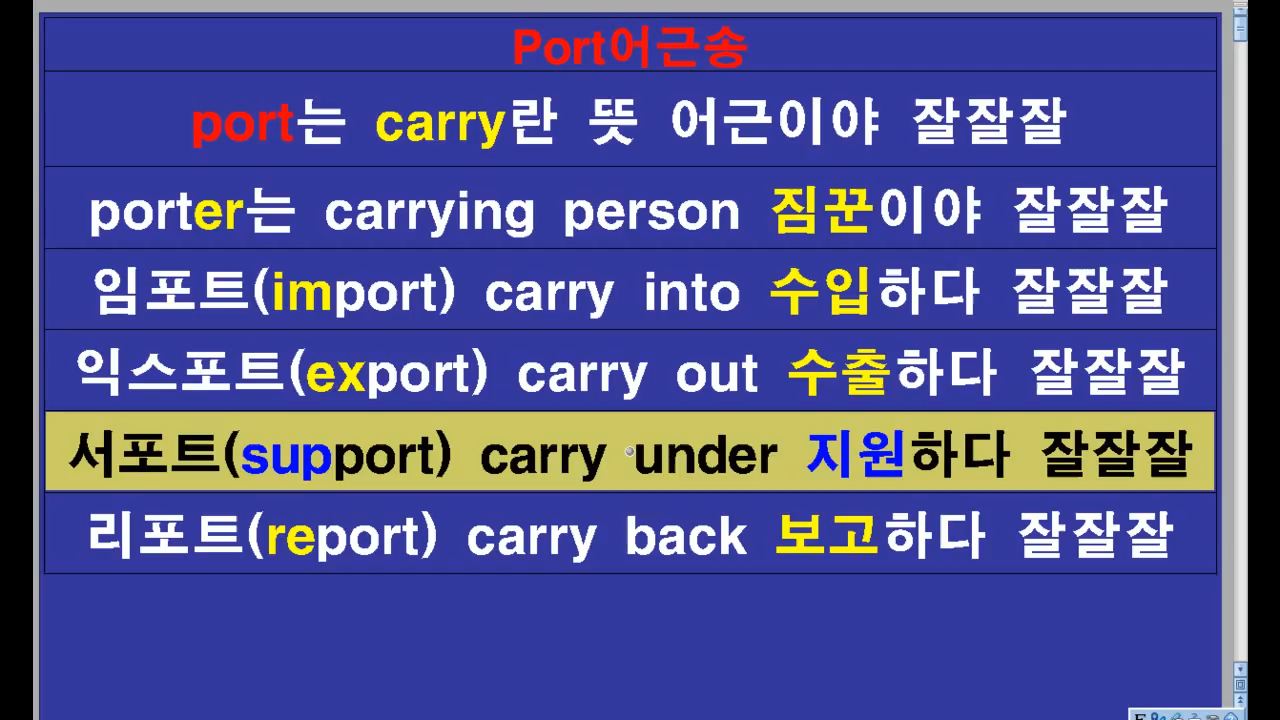 Port어근송
port는 carry란 뜻 어근이야 잘잘잘
porter는 carrying person 짐꾼이야 잘잘잘
임포트(import) carry into 수입하다 잘잘잘
익스포트(export) carry out 수출하다 잘잘잘
서포트(support) carry under 지원하다 잘잘잘
리포트(report) carry back 보고하다 잘잘잘